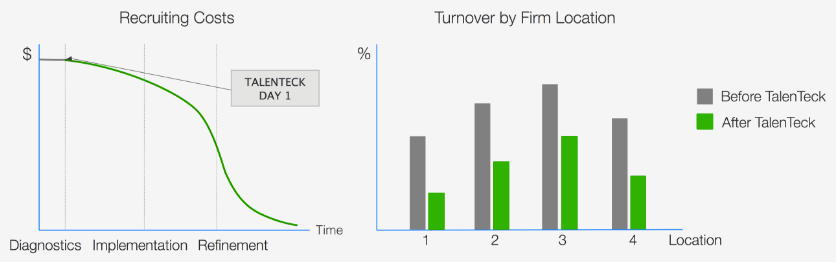 Recruiting Costs
$
TALENTECK
DAY 1
Time
Diagnostics Implementation Refinement
Turnover by Firm Location
%
Before TalenTeck
After TalenTeck
1 2 3 4 Location